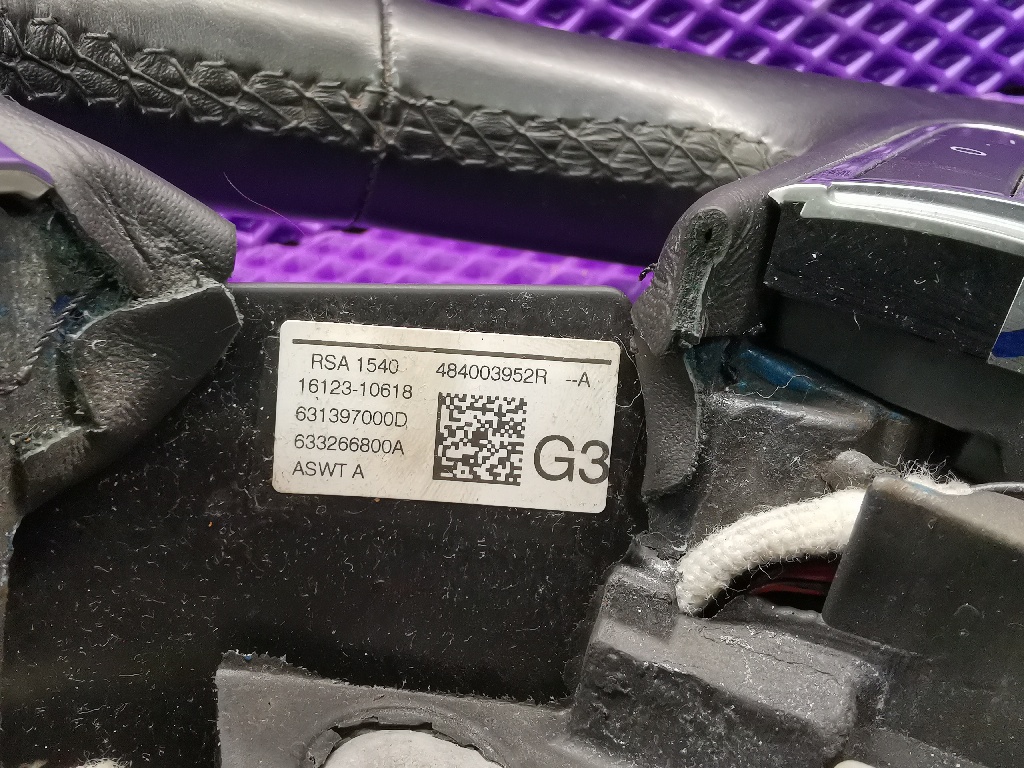 RSA 1540 484003952R --A
16123-10618
631397000D
633266800A
ASWT A
G3